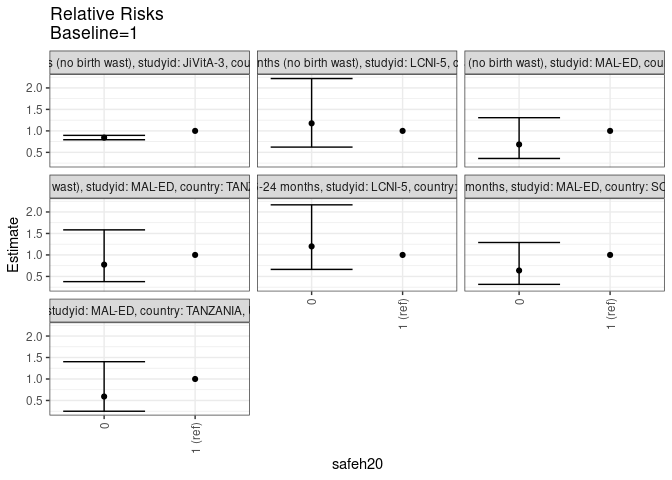 Relative Risks
Baseline=1
(no birth wast), studyid: JiVitA-3, cou
nths (no birth wast), studyid: LCNI-5, c
(no birth wast), studyid: MAL-ED, cou
2.0
1.5
1.0
0.5
wast), studyid: MAL-ED, country: TAN
-24 months, studyid: LCNI-5, country:
months, studyid: MAL-ED, country: SO
2.0
1.5
1.0
0.5
studyid: MAL-ED, country: TANZANIA,
2.0
1.5
1.0
0.5
0
1 (ref)
0
1 (ref)
0
1 (ref)
Estimate
safeh20